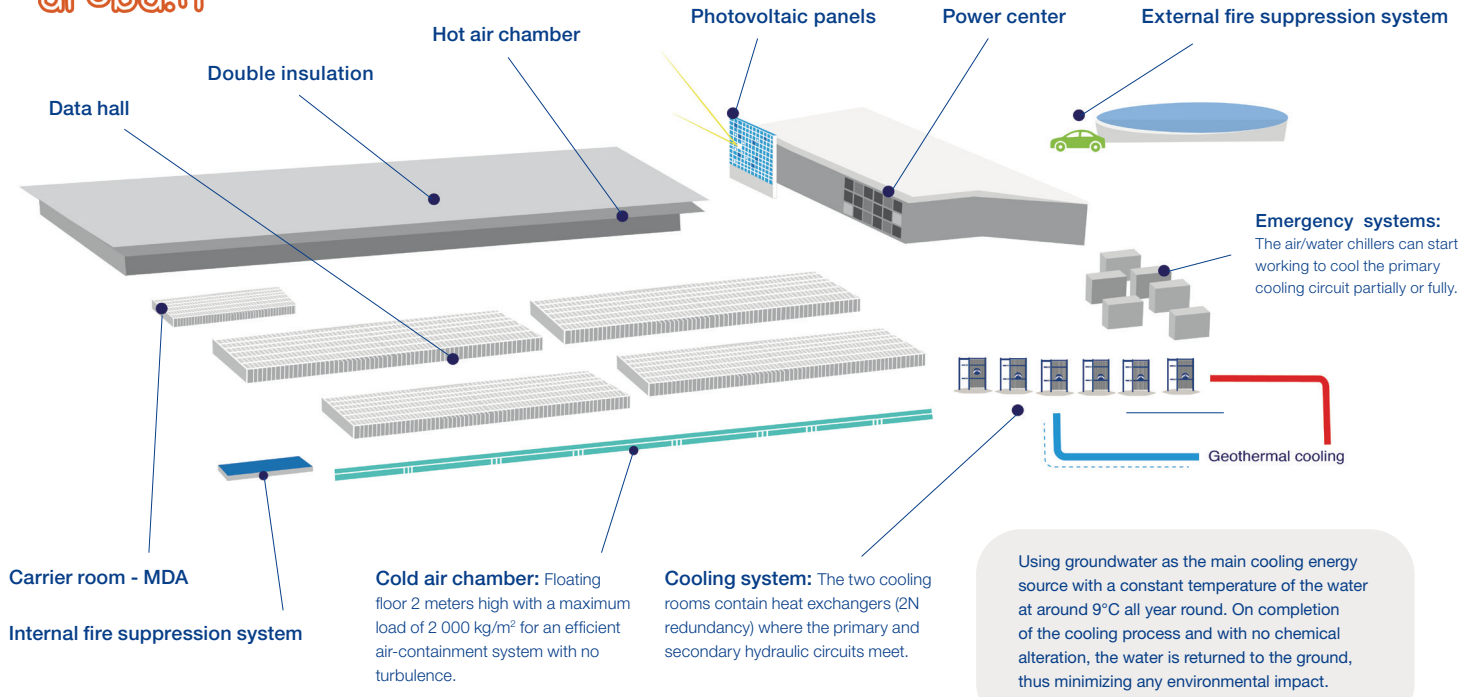 Photovoltaic panels
Power center
External fire suppression system
Hot air chamber
Double insulation
Data hall
Emergency systems:
The air/water chillers can start
working to cool the primary
cooling circuit partially or fully.
Geothermal cooling
Carrier room - MDA
Internal fire suppression system
Cold air chamber: Floating
floor 2 meters high with a maximum
load of 2 000 kg/m² for an efficient
air-containment system with no
turbulence.
Cooling system: The two cooling
rooms contain heat exchangers (2N
redundancy) where the primary and
secondary hydraulic circuits meet.
Using groundwater as the main cooling energy
source with a constant temperature of the water
at around 9°C all year round. On completion
of the cooling process and with no chemical
alteration, the water is returned to the ground,
thus minimizing any environmental impact.